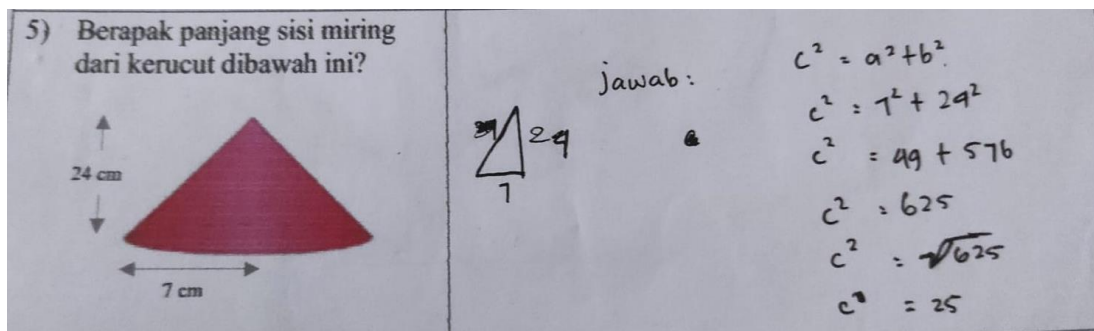 5) Berapak panjang sisi miring
dari kerucut dibawah ini?
24 cm
7 cm
24
7
jawab:
c² = a² + b².
c² = 7² + 24²
c² = 49 + 576
c² = 625
c² = √625
c = 25